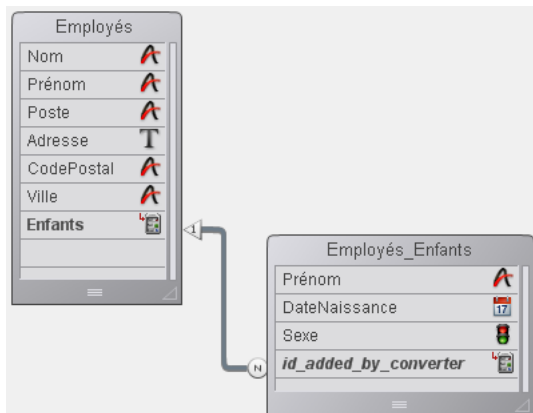 Employés
Nom
Prénom
Poste
Adresse
CodePostal
Ville
Enfants
1
Employés_Enfants
Prénom
DateNaissance
17
Sexe
id_added_by_converter
N